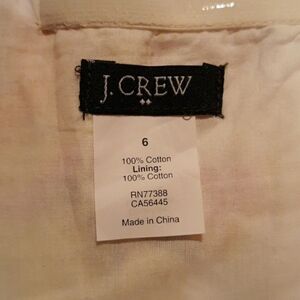 J. CREW
6
100% Cotton
Lining:
100% Cotton
RN77388
CA56445
Made in China